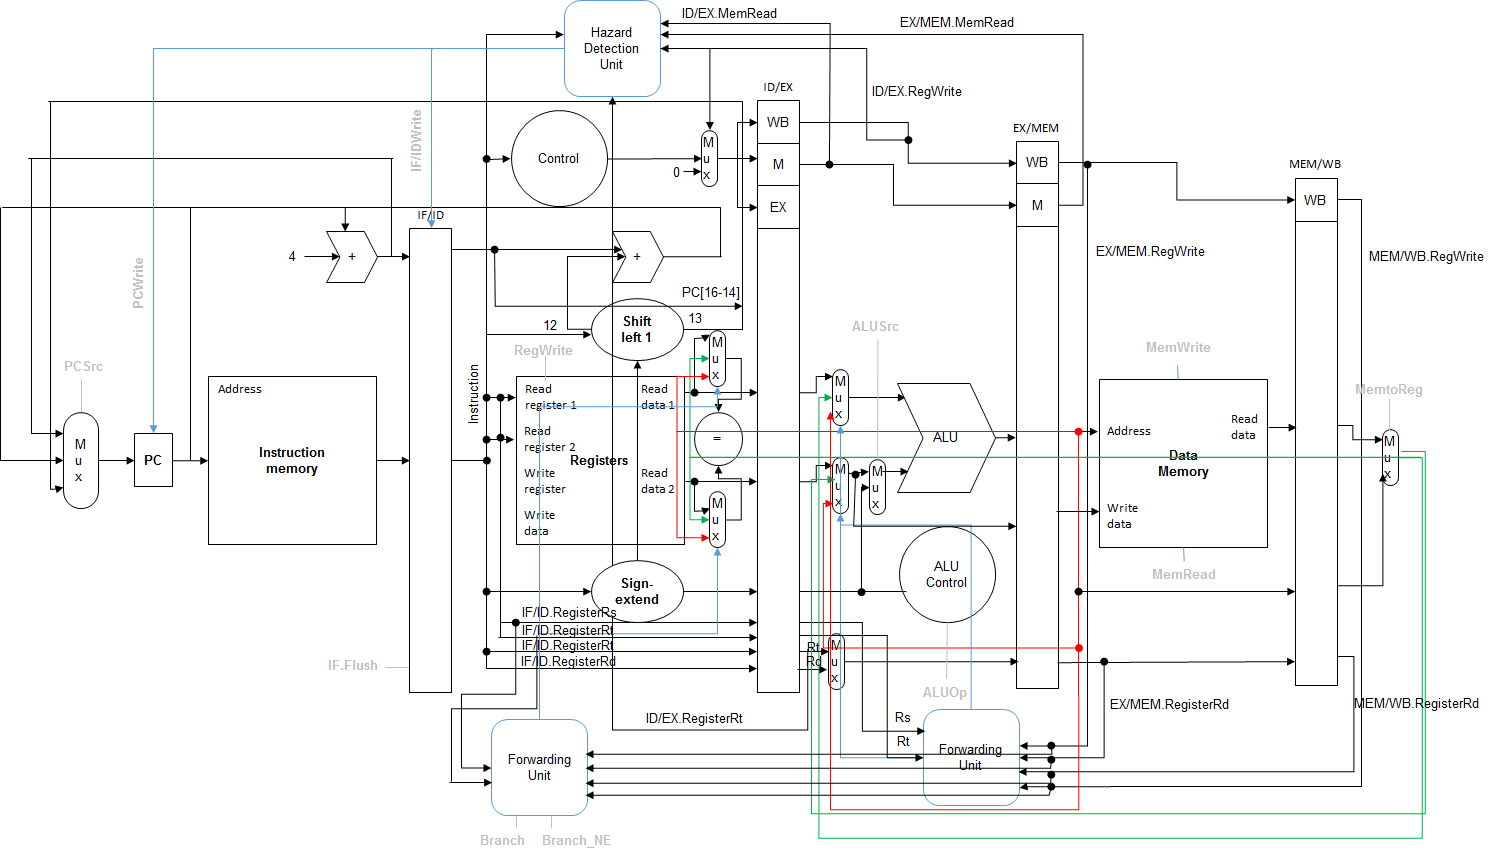 Hazard
Detection
Unit
ID/EX.MemRead
EX/MEM.MemRead
ID/EX.RegWrite
ID/EX
WB
M
EX
EX/MEM
WB
M
MEM/WB
WB
IF/IDWrite
PCWrite
Control
M
u
x
0
IF/ID
4
+
+
PC[16-14]
EX/MEM.RegWrite
MEM/WB.RegWrite
12
Shift
left 1
13
RegWrite
ALUSrc
MemWrite
MemtoReg
PCSrc
M
u
x
PC
Address
Instruction
memory
Instruction
Read
register 1
Read
register 2
Write
register
Write
data
Registers
Read
data 1
Read
data 2
M
u
x
=
M
u
x
M
u
x
M
u
x
M
u
x
ALU
Address
Read
data
Data
Memory
Write
data
M
u
x
MemRead
ALU
Control
Sign-
extend
IF/ID.RegisterRs
IF/ID.RegisterRt
IF/ID.RegisterRt
IF/ID.RegisterRd
Rt
Rd
M
u
x
IF.Flush
ALUOp
ID/EX.RegisterRt
EX/MEM.RegisterRd
MEM/WB.RegisterRd
Rs
Rt
Forwarding
Unit
Forwarding
Unit
Branch
Branch_NE